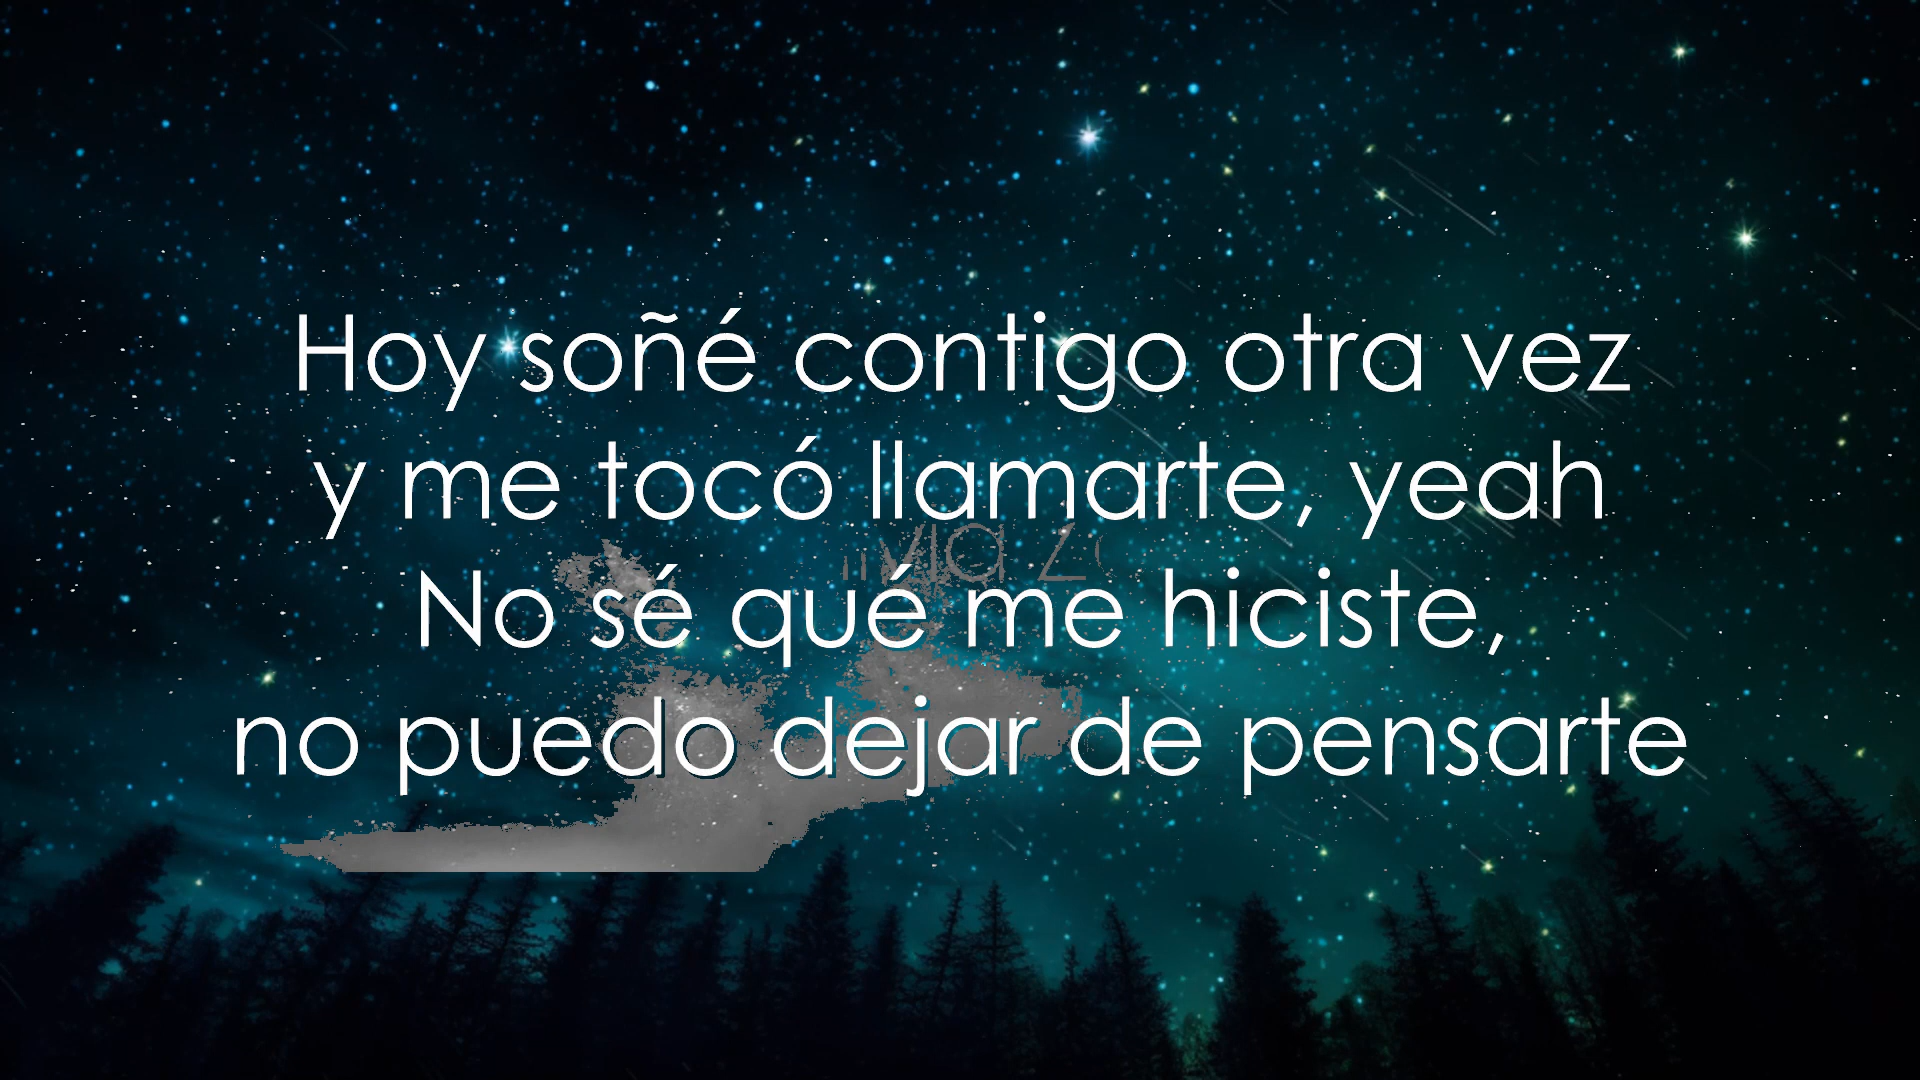 Hoy soñé contigo otra vez
y me tocó llamarte, yeah
No sé qué me hiciste,
no puedo dejar de pensarte